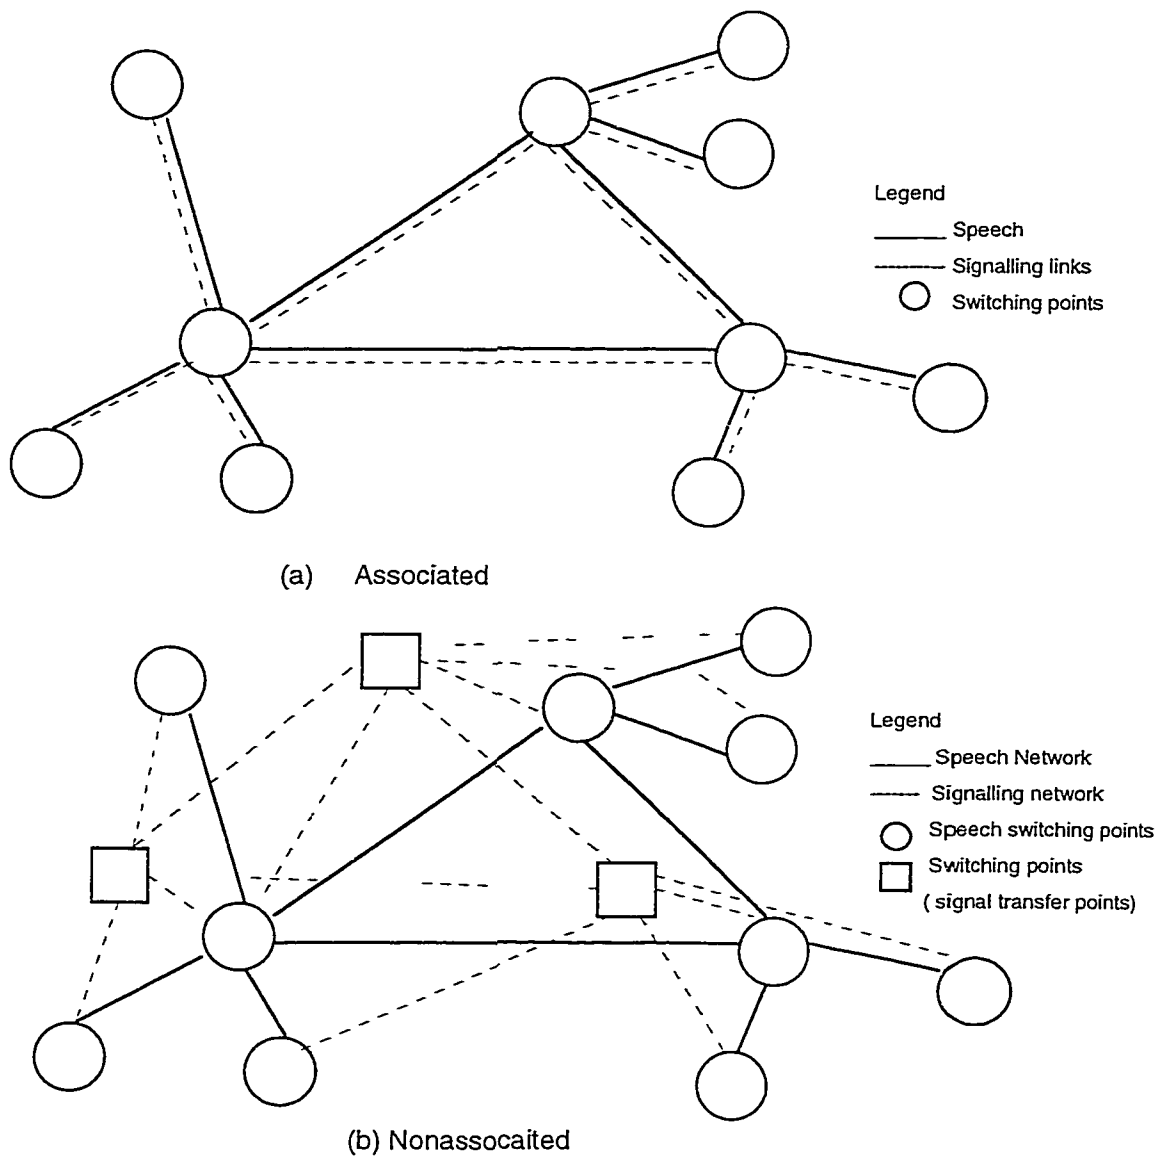 Legend
Speech
Signalling links
Switching points
(a) Associated
Legend
Speech Network
Signalling network
Speech switching points
Switching points
( signal transfer points)
(b) Nonassocaited